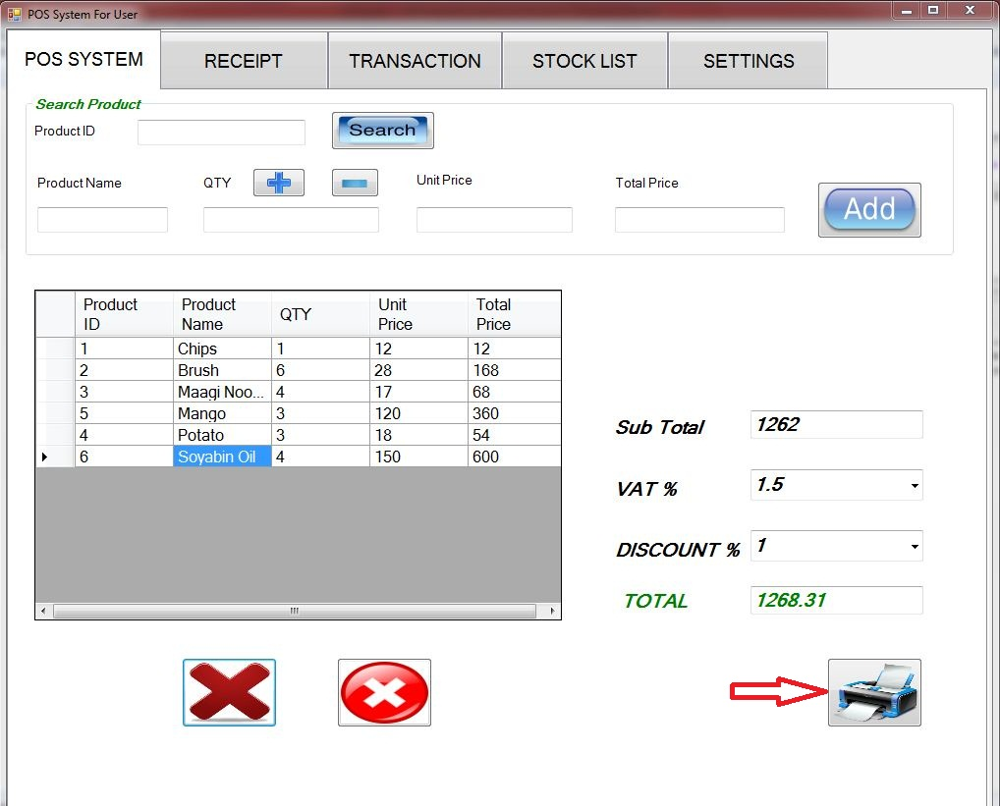 POS System For User
POS SYSTEM RECEIPT TRANSACTION STOCK LIST SETTINGS
Search Product
Product ID Search
Product Name QTY Unit Price Total Price
Add
Product ID Product Name QTY Unit Price Total Price
1 Chips 1 12 12
2 Brush 6 28 168
3 Maagi Noo... 4 17 68
5 Mango 3 120 360
4 Potato 3 18 54
6 Soyabin Oil 4 150 600
Sub Total 1262
VAT % 1.5
DISCOUNT % 1
TOTAL 1268.31